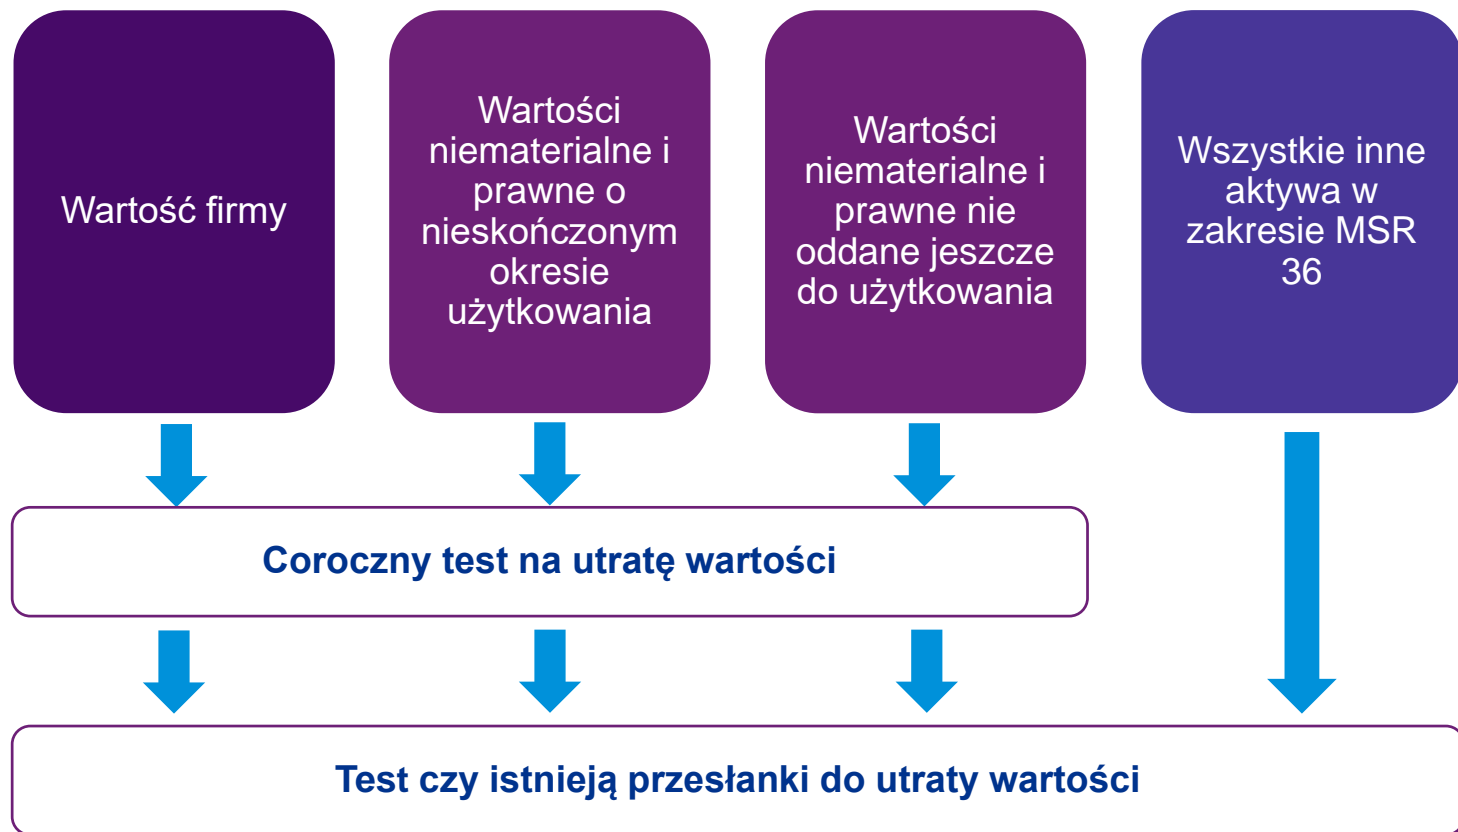 Wartość firmy
Wartości
niematerialne i
prawne o
nieskończonym
okresie
użytkowania
Wartości
niematerialne i
prawne nie
oddane jeszcze
do użytkowania
Wszystkie inne
aktywa w
zakresie MSR
36
Coroczny test na utratę wartości
Test czy istnieją przesłanki do utraty wartości